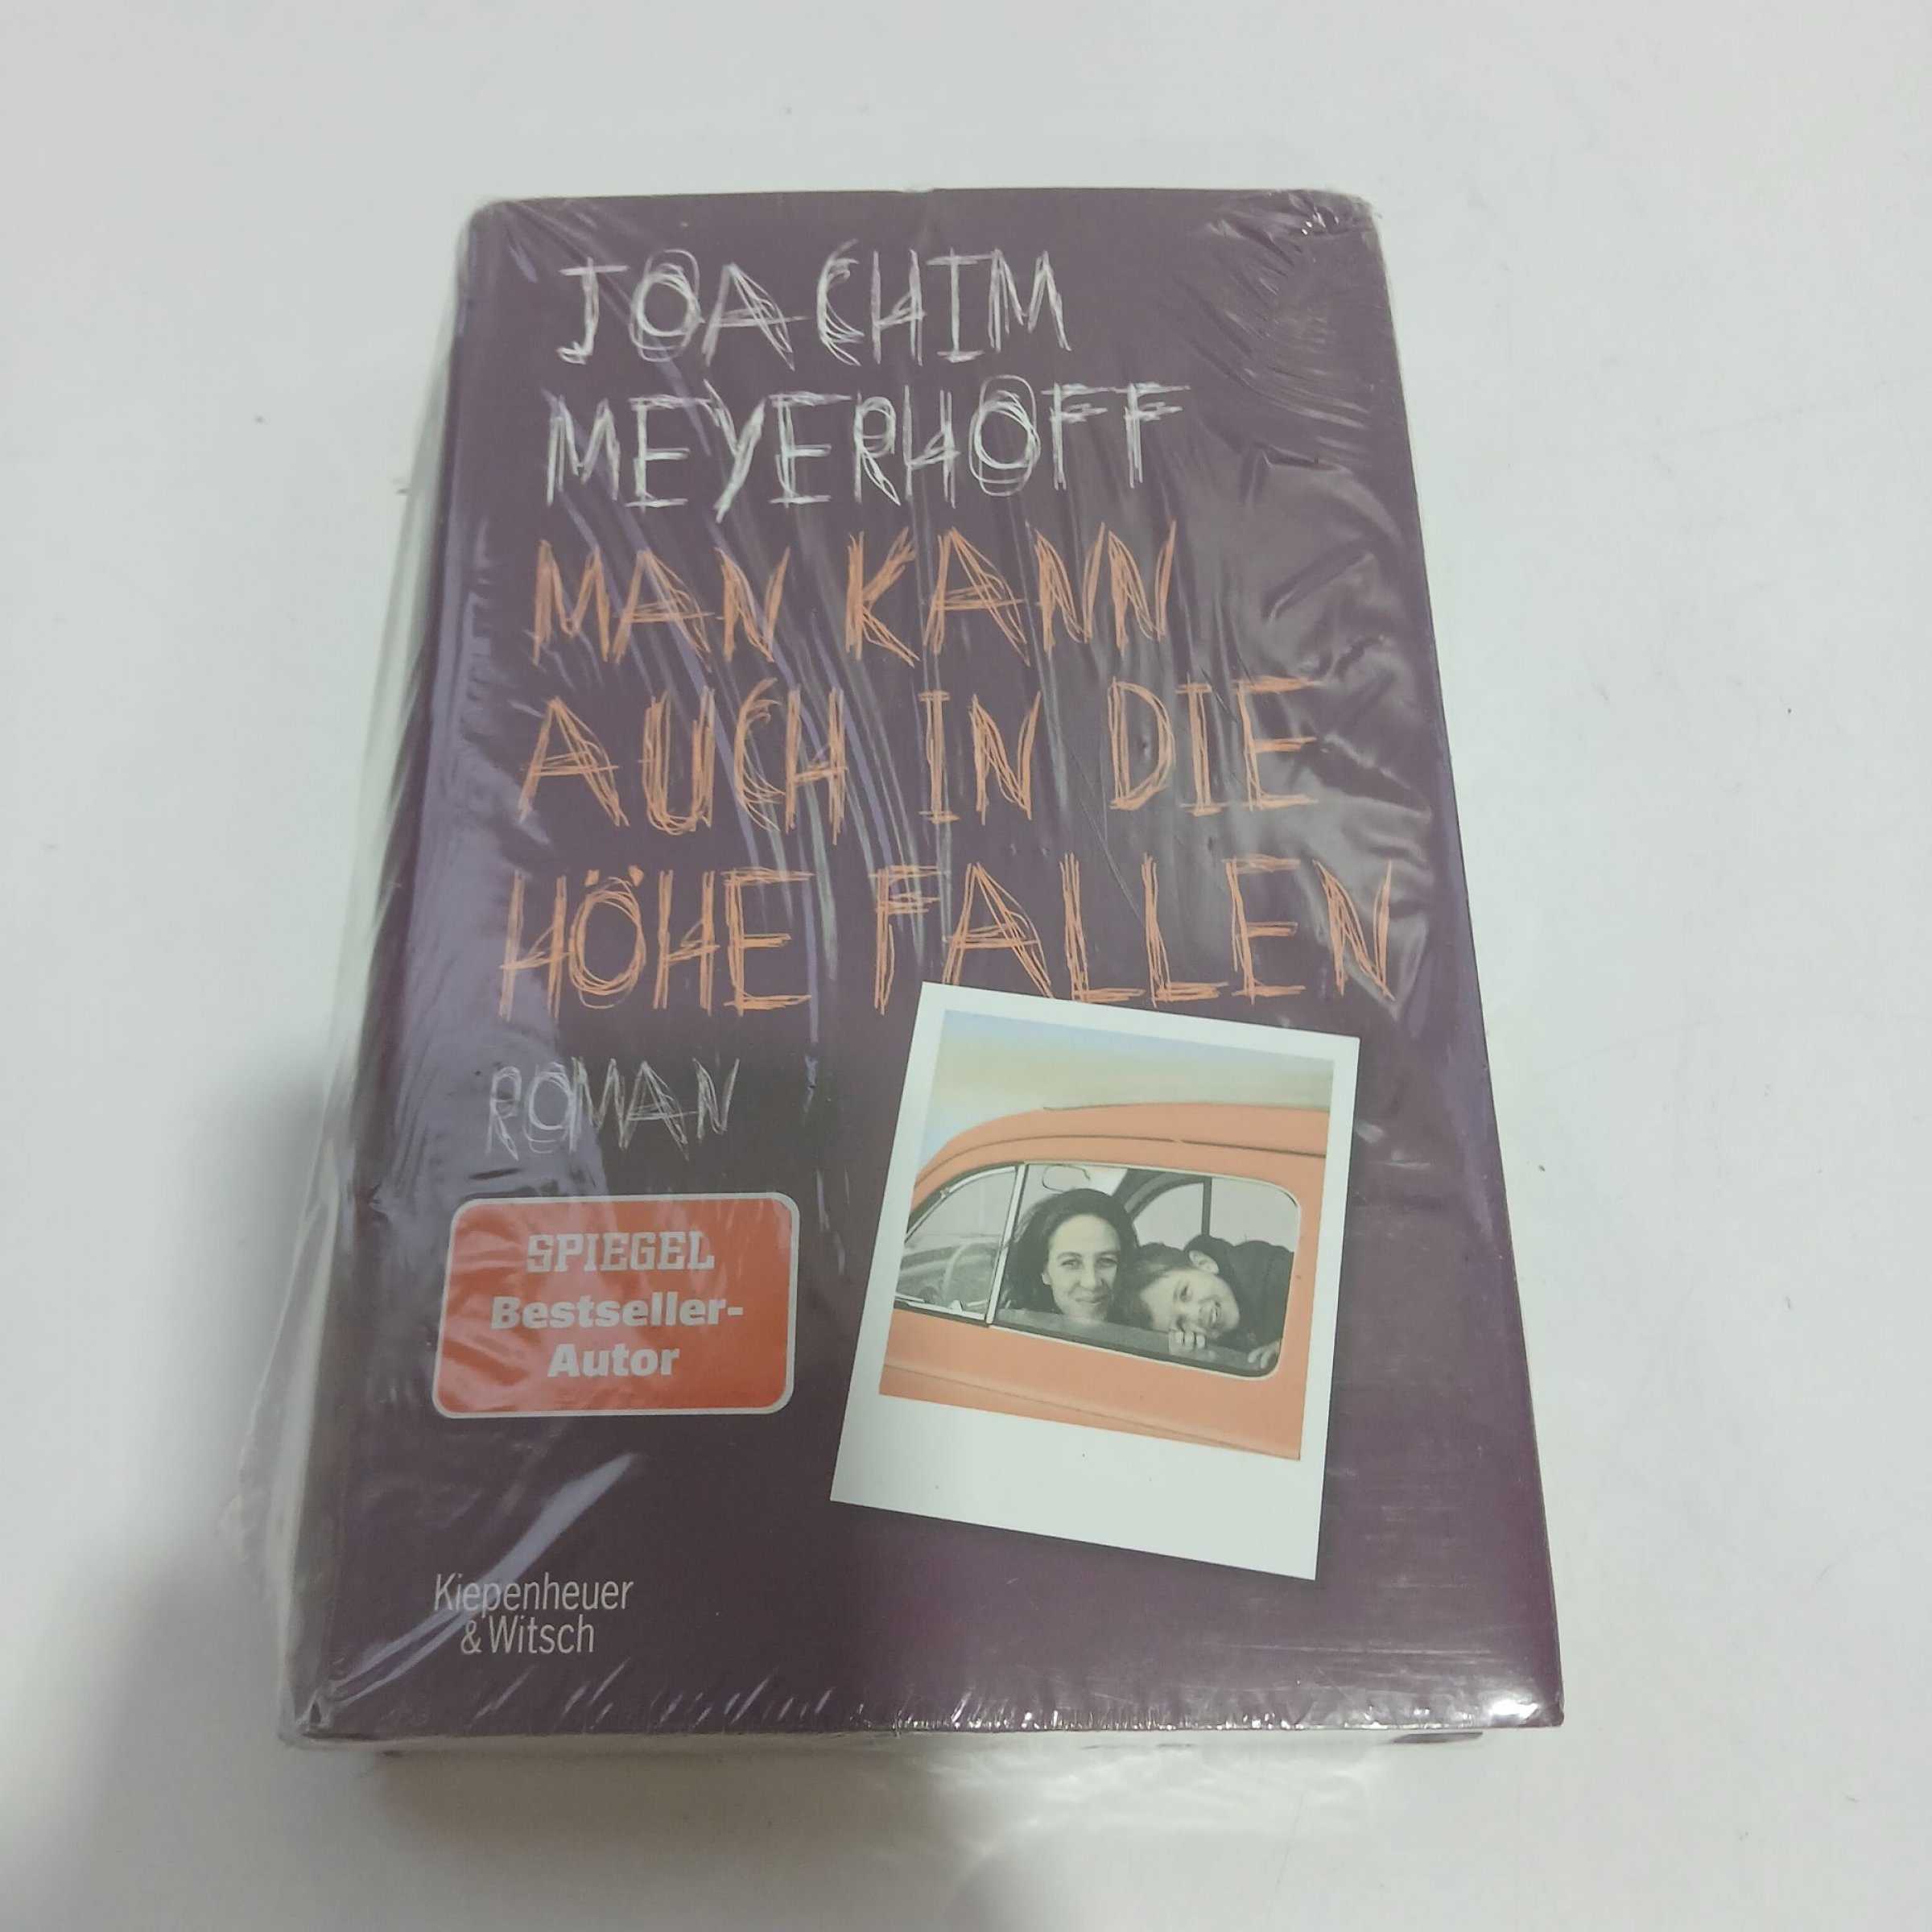 JOACHIM
MEYERHOFF
MAN KANN
AUCH IN DIE
HÖHE FALLEN
ROMAN
SPIEGEL
Bestseller-
Autor
Kiepenheuer
& Witsch